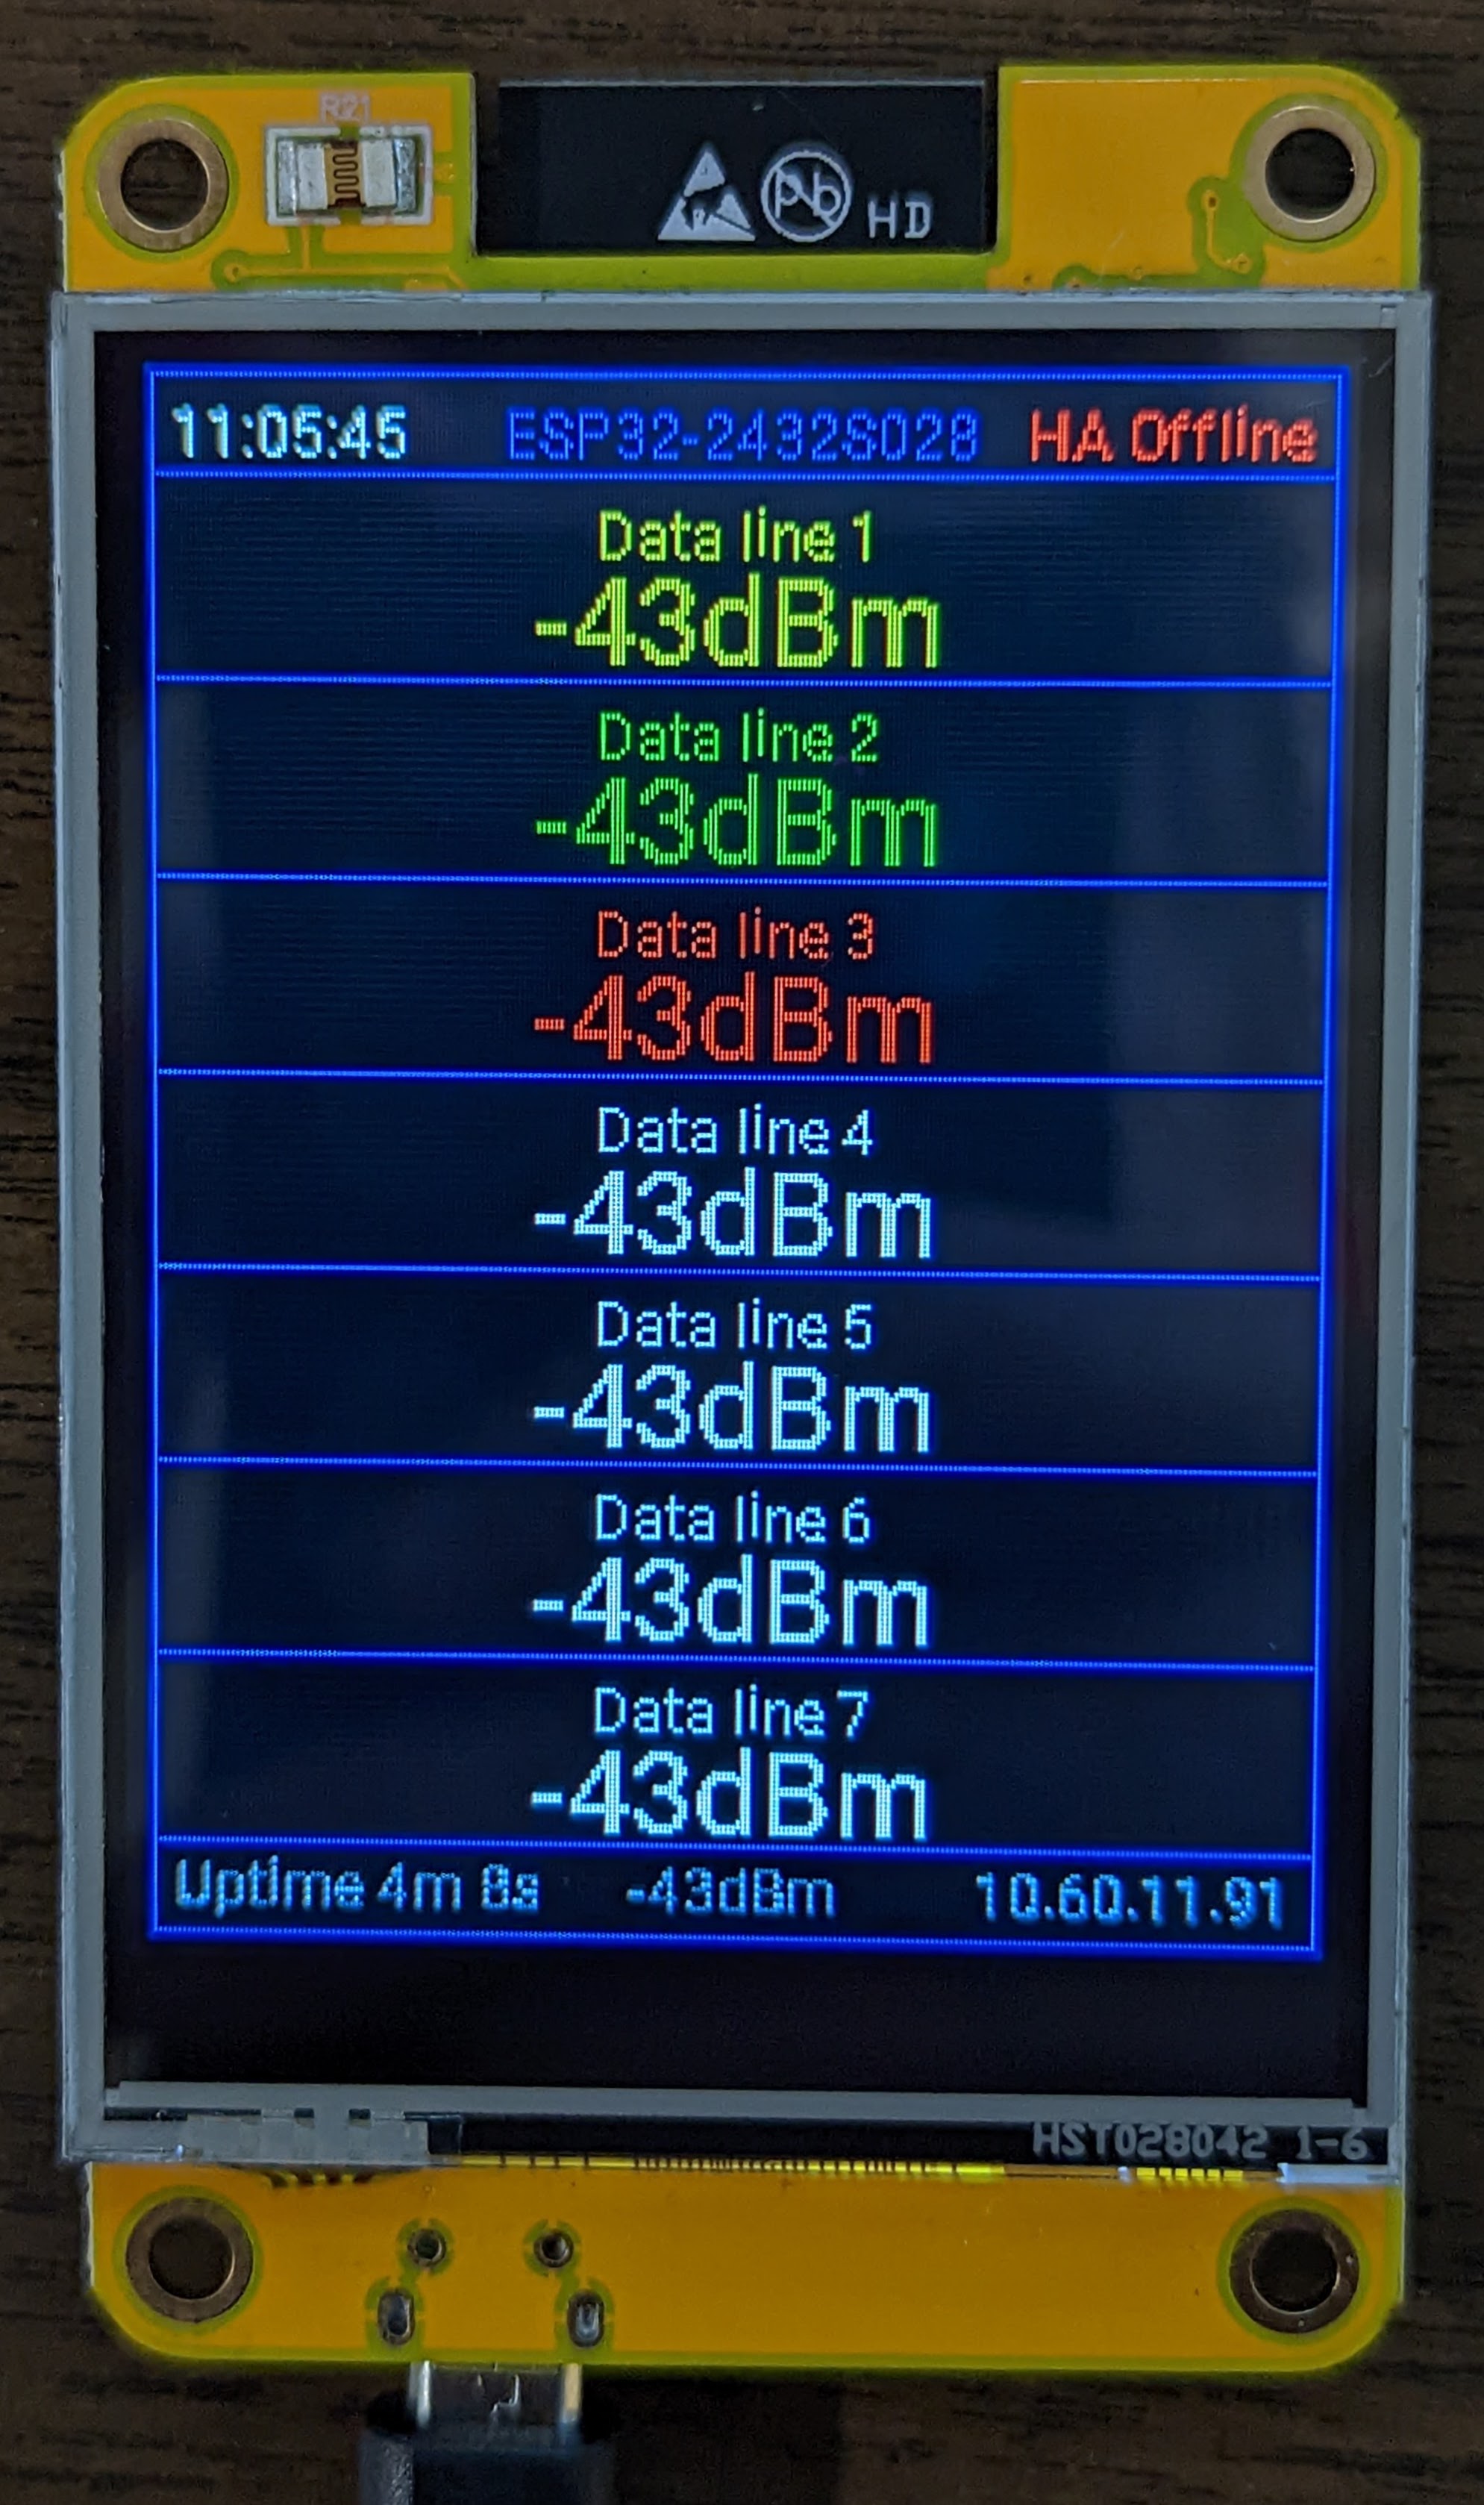 R21
Pb HD
11:05:45 ESP32-2432S028 HA Offline
Data line 1
-43dBm
Data line 2
-43dBm
Data line 3
-43dBm
Data line 4
-43dBm
Data line 5
-43dBm
Data line 6
-43dBm
Data line 7
-43dBm
Uptime 4m 8s -43dBm 10.60.11.91
HST028042 1-6